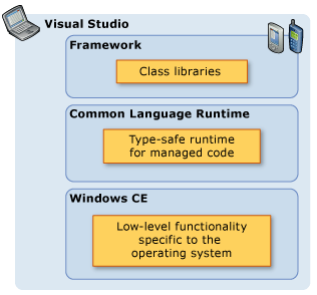 Visual Studio
Framework
Class libraries
Common Language Runtime
Type-safe runtime
for managed code
Windows CE
Low-level functionality
specific to the
operating system